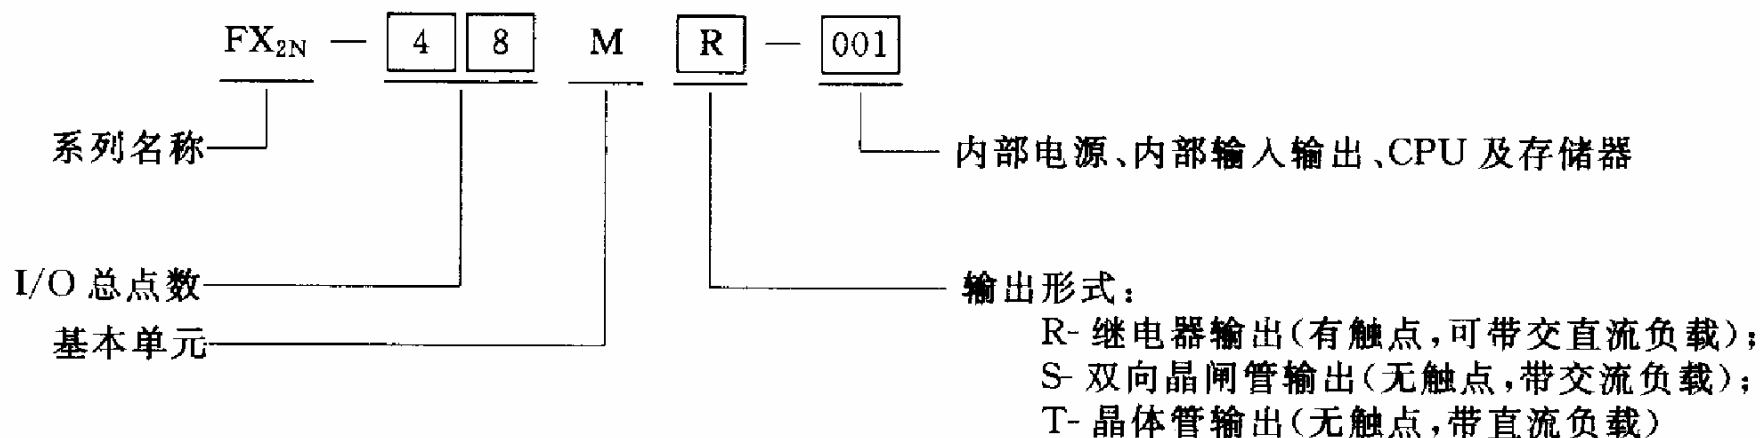 FX2N — 4 8 M R — 001
系列名称
内部电源、内部输入输出、CPU 及存储器
I/O 总点数
输出形式：
基本单元
R- 继电器输出(有触点,可带交直流负载)；
S- 双向晶闸管输出(无触点,带交流负载)；
T- 晶体管输出(无触点,带直流负载)